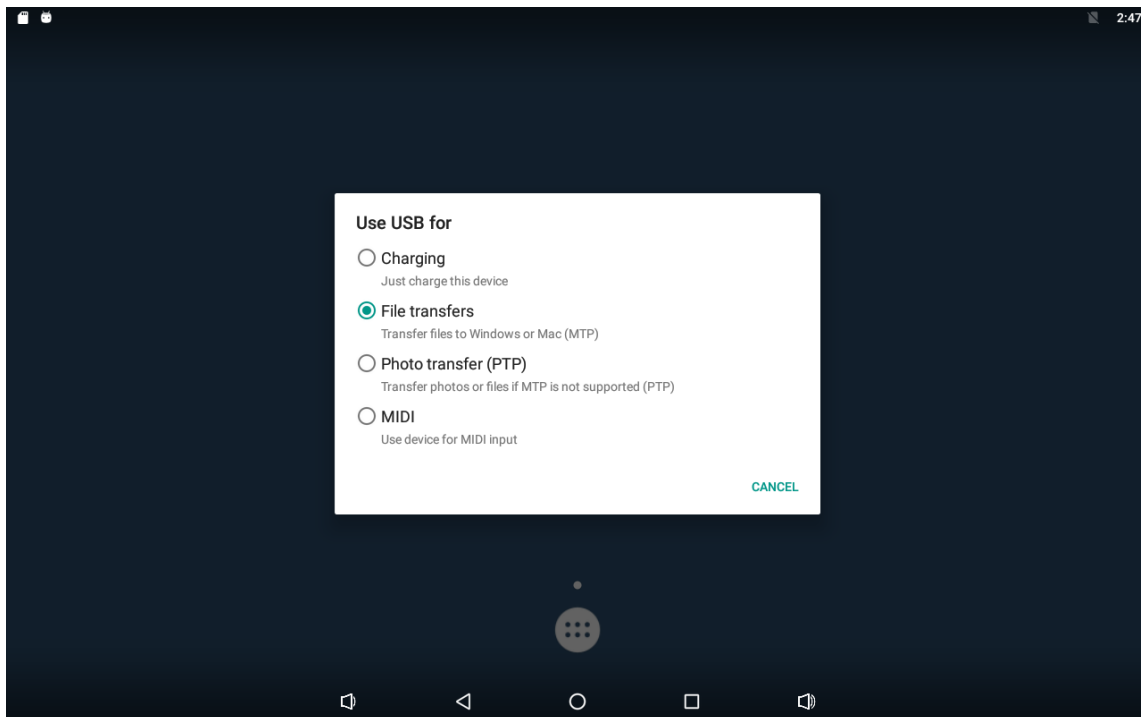 2:47
Use USB for
Charging
Just charge this device
File transfers
Transfer files to Windows or Mac (MTP)
Photo transfer (PTP)
Transfer photos or files if MTP is not supported (PTP)
MIDI
Use device for MIDI input
CANCEL